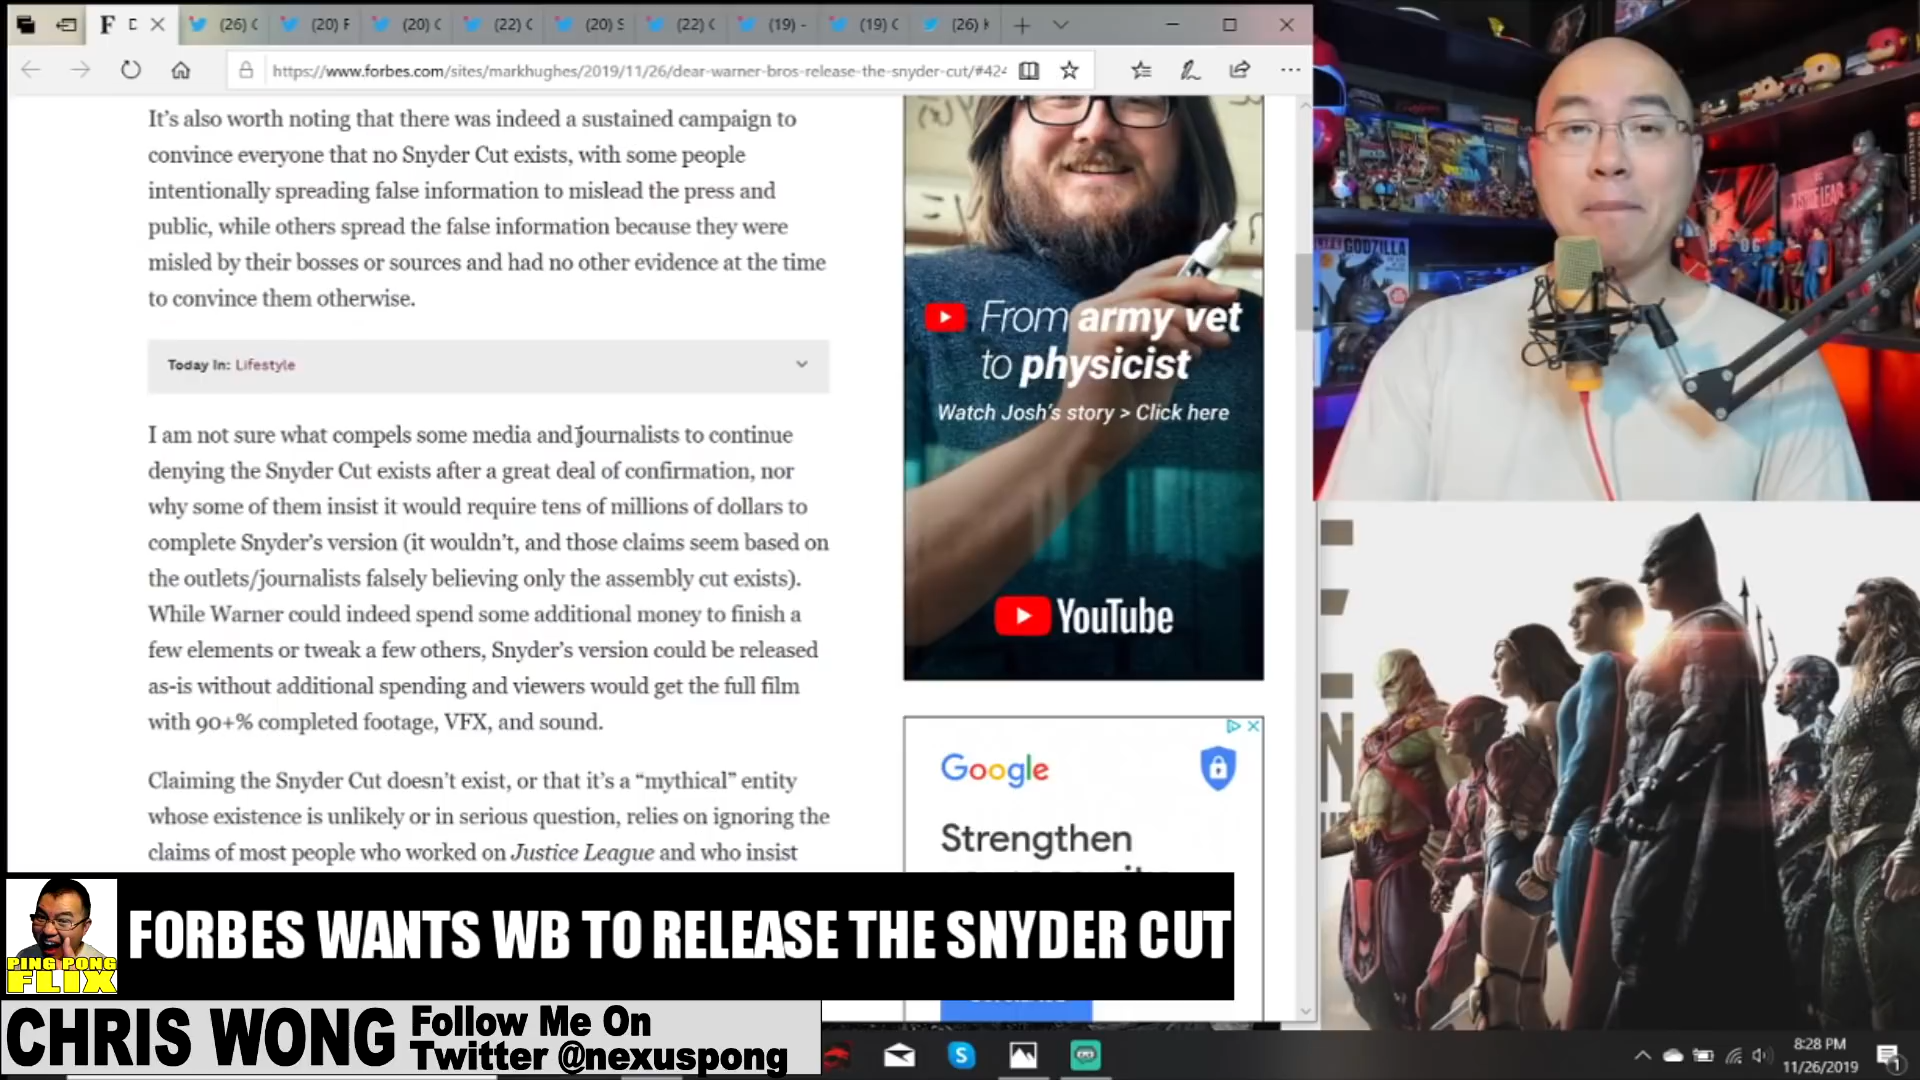 (26) C
(20) F
(20) C
(22) C
(20) S
(22) C
(19) -
(19) C
(26) k
https://www.forbes.com/sites/markhughes/2019/11/26/dear-warner-bros-release-the-snyder-cut/#424
It's also worth noting that there was indeed a sustained campaign to
convince everyone that no Snyder Cut exists, with some people
intentionally spreading false information to mislead the press and
public, while others spread the false information because they were
misled by their bosses or sources and had no other evidence at the time
to convince them otherwise.
Today In: Lifestyle
I am not sure what compels some media and journalists to continue
denying the Snyder Cut exists after a great deal of confirmation, nor
why some of them insist it would require tens of millions of dollars to
complete Snyder's version (it wouldn't, and those claims seem based on
the outlets/journalists falsely believing only the assembly cut exists).
While Warner could indeed spend some additional money to finish a
few elements or tweak a few others, Snyder's version could be released
as-is without additional spending and viewers would get the full film
with 90+% completed footage, VFX, and sound.
Claiming the Snyder Cut doesn't exist, or that it's a “mythical” entity
whose existence is unlikely or in serious question, relies on ignoring the
claims of most people who worked on Justice League and who insist
From army vet
to physicist
Watch Josh's story > Click here
YouTube
Google
Strengthen
GODZILLA
PING PONG
FLIX
FORBES WANTS WB TO RELEASE THE SNYDER CUT
CHRIS WONG
Follow Me On
Twitter @nexuspong
8:28 PM
11/26/2019
1